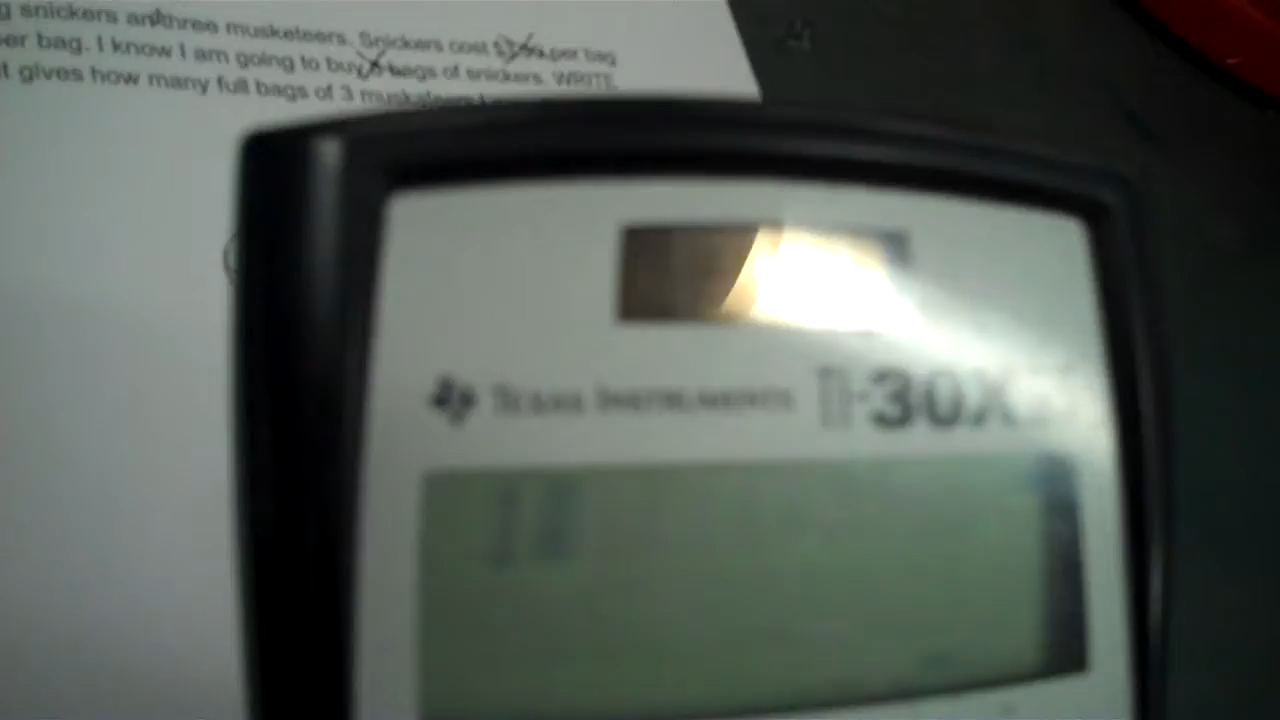 g snickers and three musketeers. Snickers cost per bag
er bag. I know I am going to buy bags of snickers. WRITE
t gives how many full bags of 3 musketeers
TEXAS INSTRUMENTS TI-30X